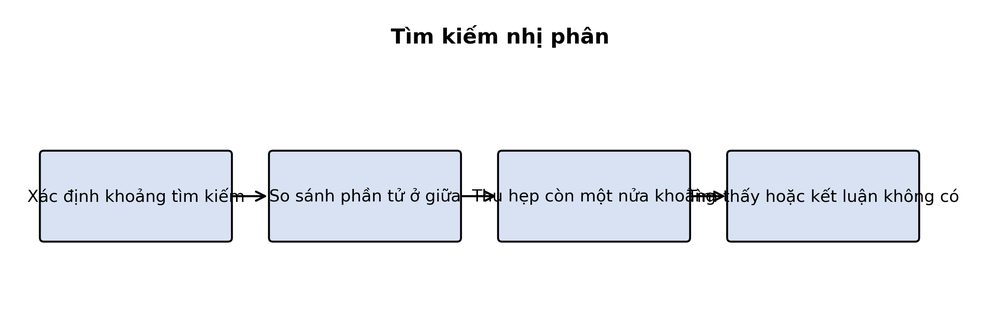 Tìm kiếm nhị phân
Xác định khoảng tìm kiếm
So sánh phần tử ở giữa
Thu hẹp còn một nửa khoảng
Tìm thấy hoặc kết luận không có